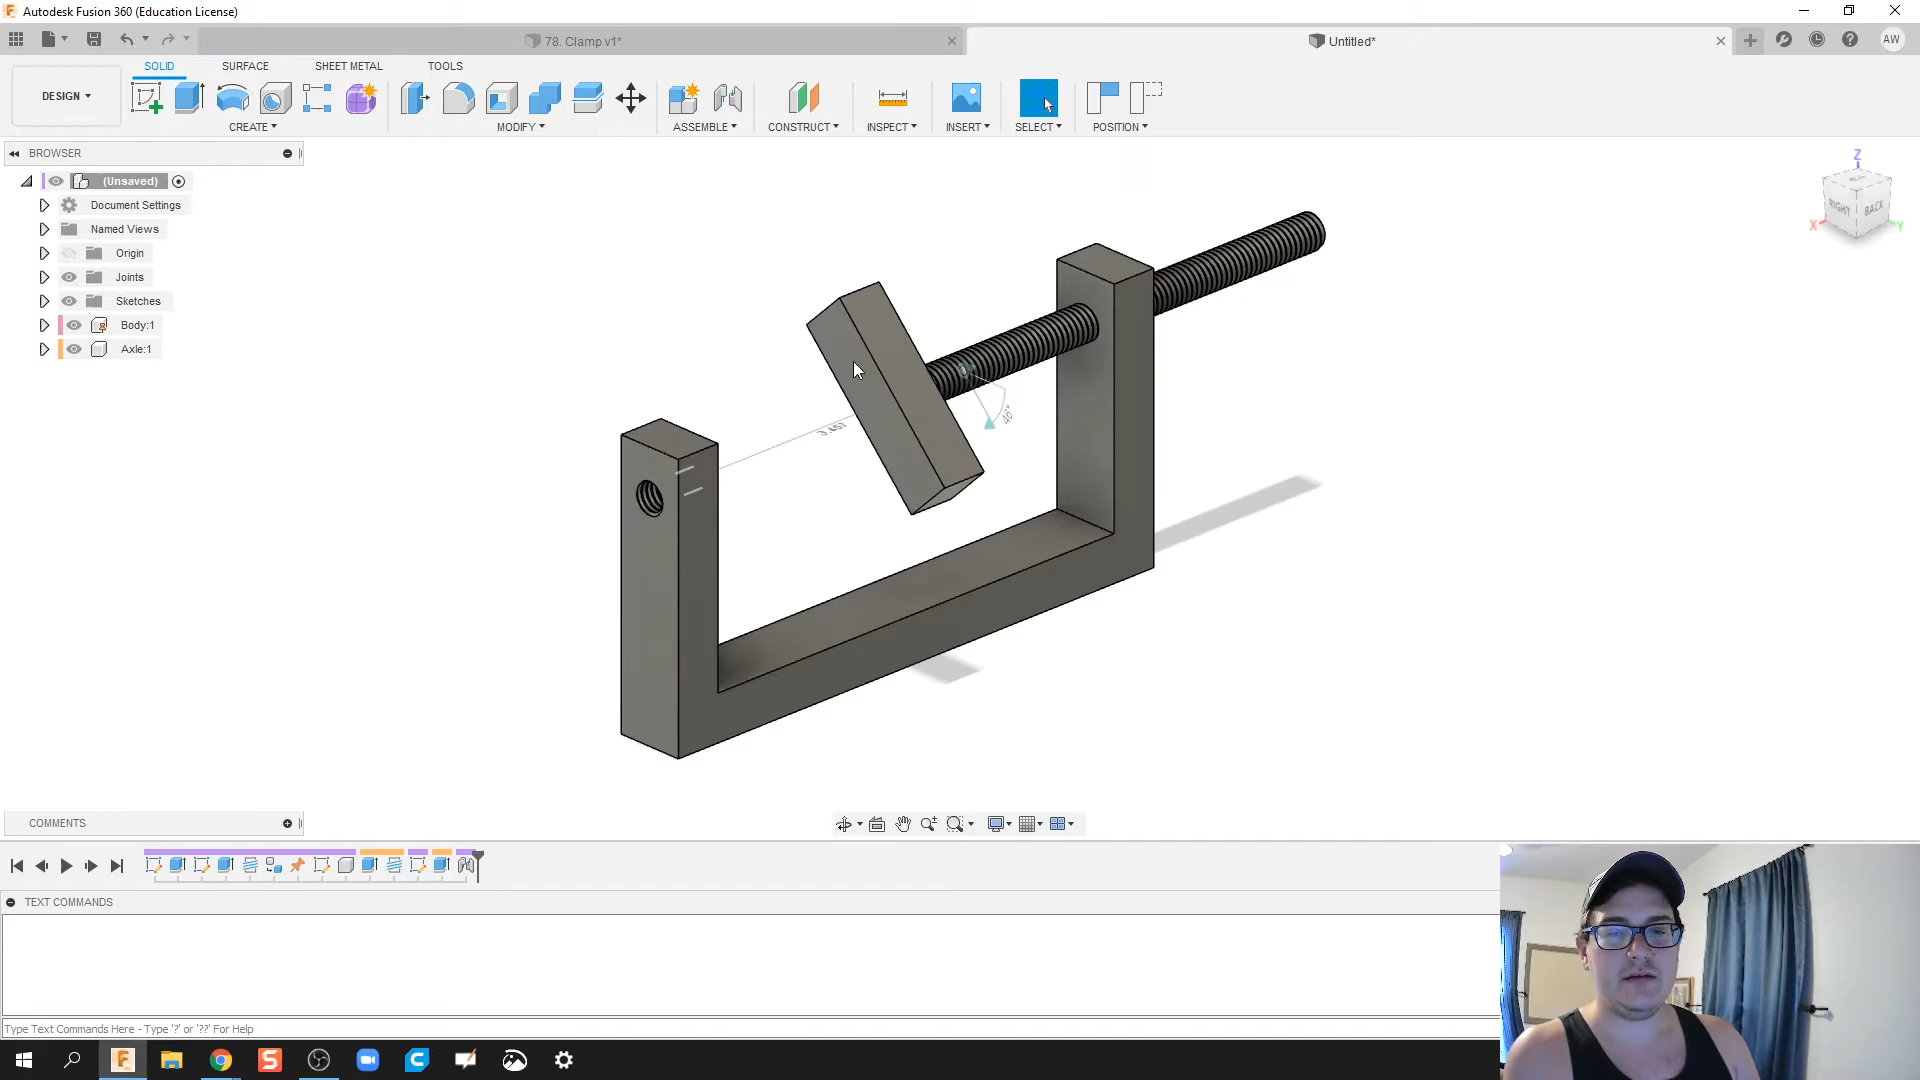 Autodesk Fusion 360 (Education License)
78. Clamp v1*
Untitled*
AW
DESIGN
SOLID
SURFACE
SHEET METAL
TOOLS
CREATE
MODIFY
ASSEMBLE
CONSTRUCT
INSPECT
INSERT
SELECT
POSITION
BROWSER
(Unsaved)
Document Settings
Named Views
Origin
Joints
Sketches
Body:1
Axle:1
Z
RIGHT
BACK
X
Y
46°
COMMENTS
TEXT COMMANDS
Type Text Commands Here - Type '?' or '??' For Help